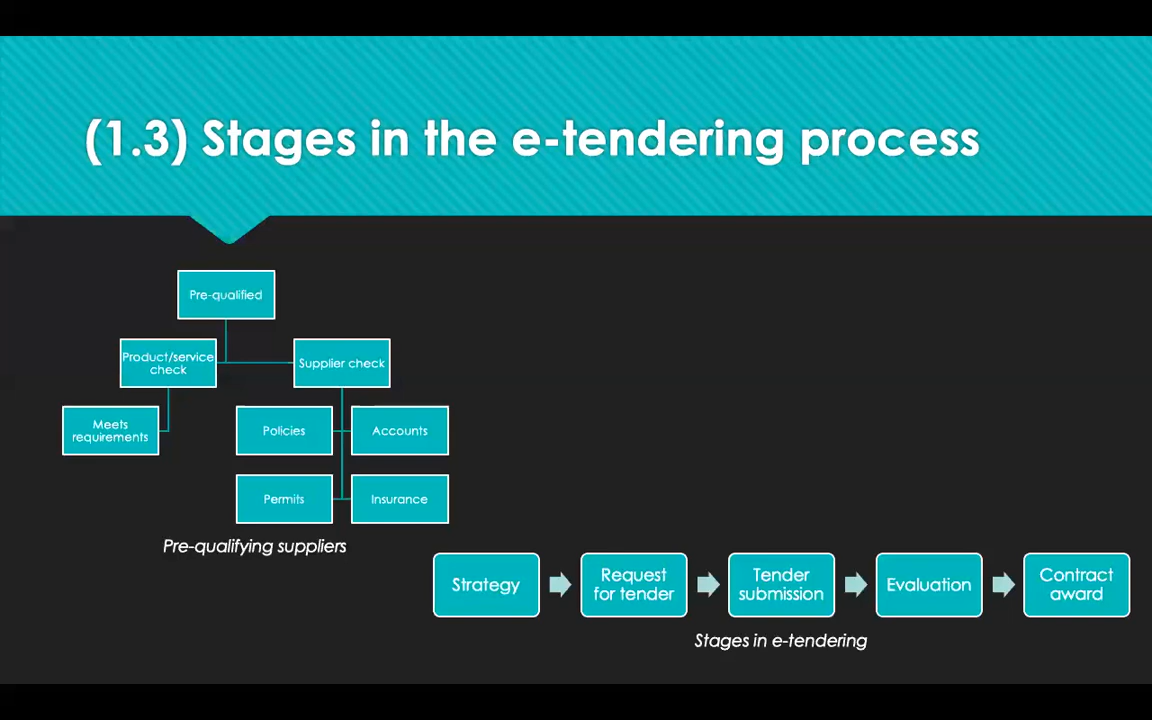 (1.3) Stages in the e-tendering process
Pre-qualified
Product/service
check
Supplier check
Meets
requirements
Policies
Accounts
Permits
Insurance
Pre-qualifying suppliers
Strategy
Request
for tender
Tender
submission
Evaluation
Contract
award
Stages in e-tendering